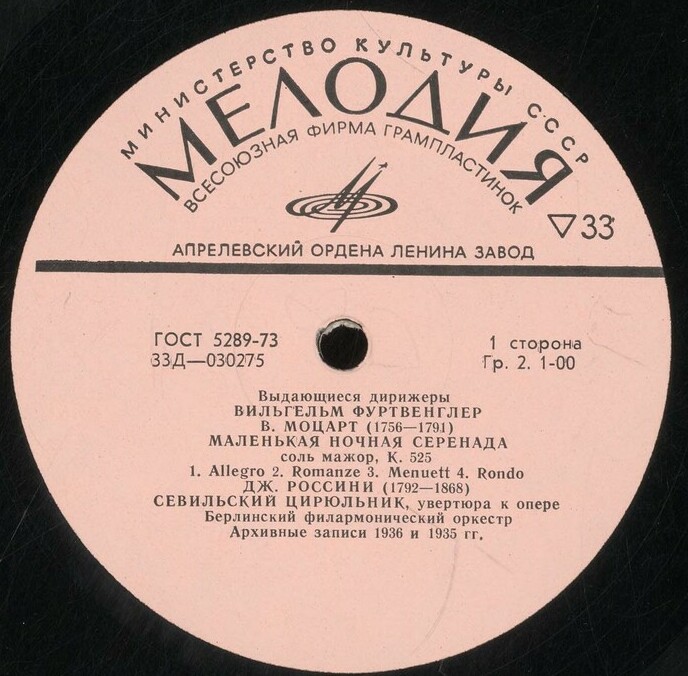 МИНИСТЕРСТВО КУЛЬТУРЫ СССР
МЕЛОДИЯ
ВСЕСОЮЗНАЯ ФИРМА ГРАМПЛАСТИНОК
33
АПРЕЛЕВСКИЙ ОРДЕНА ЛЕНИНА ЗАВОД
ГОСТ 5289-73
33Д—030275
1 сторона
Гр. 2. 1-00
Выдающиеся дирижеры
ВИЛЬГЕЛЬМ ФУРТВЕНГЛЕР
В. МОЦАРТ (1756—1791)
МАЛЕНЬКАЯ НОЧНАЯ СЕРЕНАДА
соль мажор, К. 525
1. Allegro 2. Romanze 3. Menuett 4. Rondo
ДЖ. РОССИНИ (1792—1868)
СЕВИЛЬСКИЙ ЦИРЮЛЬНИК, увертюра к опере
Берлинский филармонический оркестр
Архивные записи 1936 и 1935 гг.